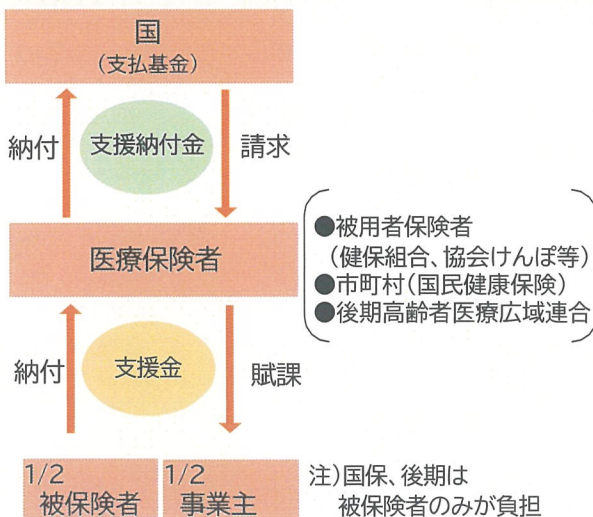 国
(支払基金)
納付
支援納付金
請求
医療保険者
●被用者保険者
(健保組合、協会けんぽ等)
●市町村(国民健康保険)
●後期高齢者医療広域連合
納付
支援金
賦課
1/2
被保険者
1/2
事業主
注)国保、後期は
被保険者のみが負担